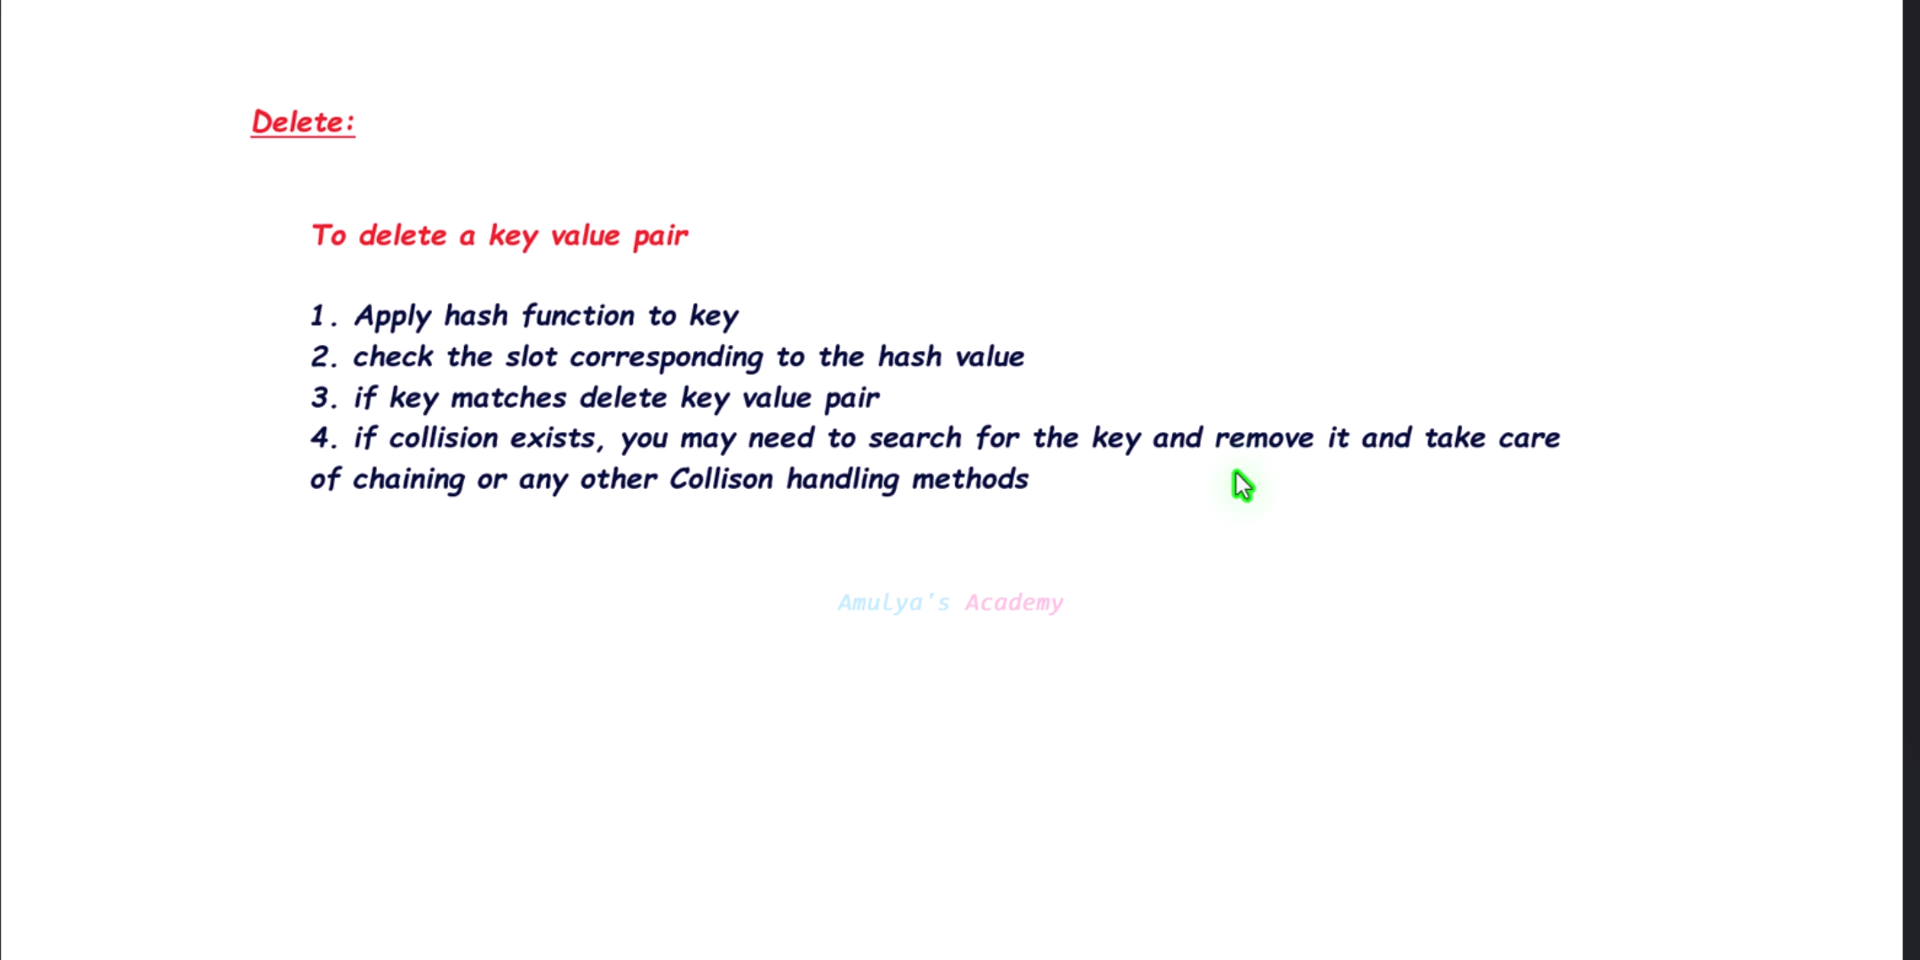 Delete:
To delete a key value pair
1. Apply hash function to key
2. check the slot corresponding to the hash value
3. if key matches delete key value pair
4. if collision exists, you may need to search for the key and remove it and take care
of chaining or any other Collison handling methods
Amulya's Academy